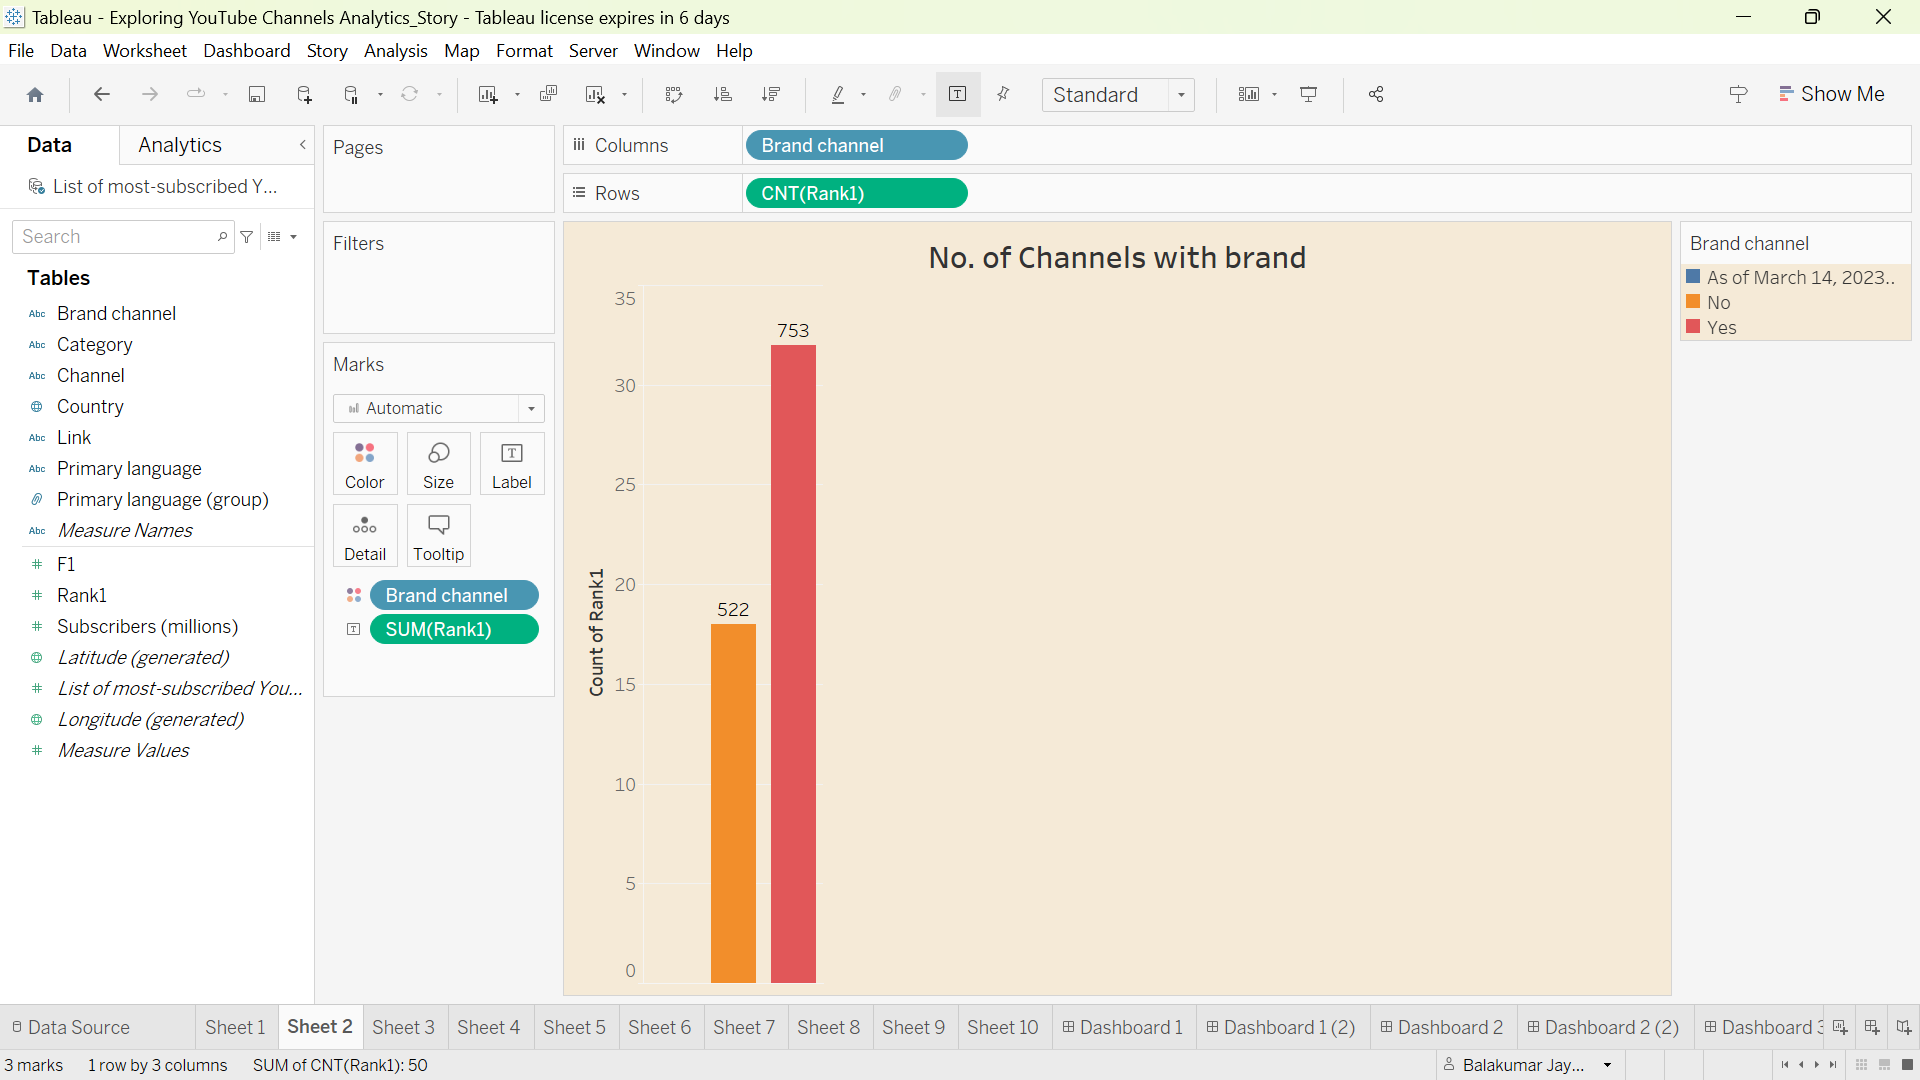 Tableau - Exploring YouTube Channels Analytics_Story - Tableau license expires in 6 days
File Data Worksheet Dashboard Story Analysis Map Format Server Window Help
Standard
Show Me
Data
Analytics
List of most-subscribed Y...
Search
Tables
Abc Brand channel
Abc Category
Abc Channel
Country
Abc Link
Abc Primary language
Primary language (group)
Abc Measure Names
# F1
# Rank1
# Subscribers (millions)
Latitude (generated)
# List of most-subscribed You...
Longitude (generated)
# Measure Values
Pages
Filters
Marks
Automatic
Color
Size
T
Label
Detail
Tooltip
Brand channel
T SUM(Rank1)
Columns
Brand channel
Rows
CNT(Rank1)
No. of Channels with brand
35
30
25
20
15
10
5
0
Count of Rank1
522
753
Brand channel
As of March 14, 2023..
No
Yes
Data Source Sheet 1 Sheet 2 Sheet 3 Sheet 4 Sheet 5 Sheet 6 Sheet 7 Sheet 8 Sheet 9 Sheet 10 Dashboard 1 Dashboard 1 (2) Dashboard 2 Dashboard 2 (2) Dashboard 3
3 marks 1 row by 3 columns SUM of CNT(Rank1): 50
Balakumar Jay...